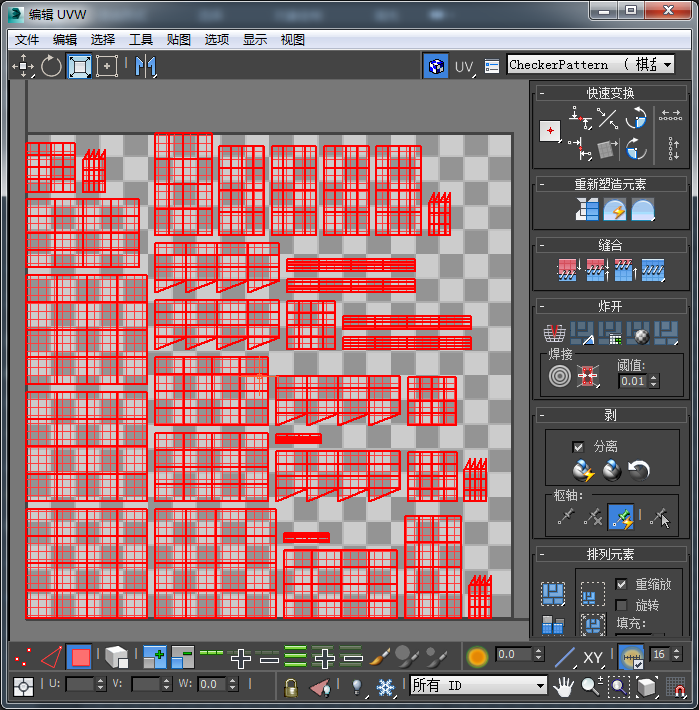 编辑 UVW
文件 编辑 选择 工具 贴图 选项 显示 视图
UV
CheckerPattern （ 棋
快速变换
重新塑造元素
缝合
炸开
焊接
阈值:
0.01
剥
分离
枢轴:
排列元素
重缩放
旋转
填充:
0.0
XY
16
U: V: W: 0.0
所有 ID